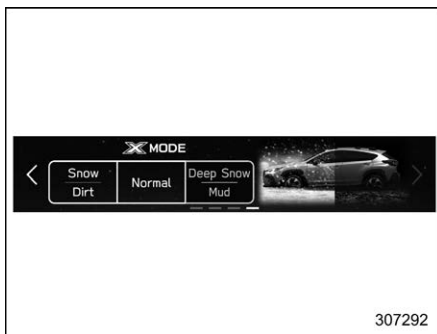 X MODE
Snow
Dirt
Normal
Deep Snow
Mud
307292